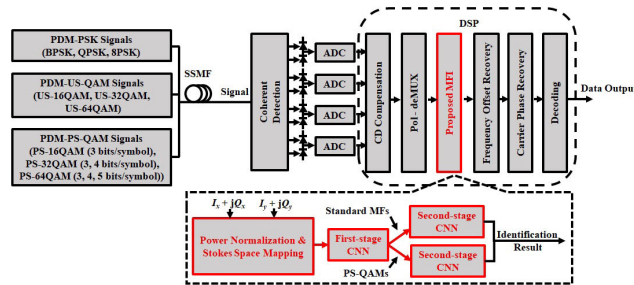 PDM-PSK Signals
(BPSK, QPSK, 8PSK)
PDM-US-QAM Signals
(US-16QAM, US-32QAM,
US-64QAM)
PDM-PS-QAM Signals
(PS-16QAM (3 bits/symbol),
PS-32QAM (3, 4 bits/symbol),
PS-64QAM (3, 4, 5 bits/symbol))
SSMF
Signal
Coherent
Detection
ADC
ADC
ADC
ADC
DSP
CD Compensation
Pol - deMUX
Proposed MFI
Frequency Offset Recovery
Carrier Phase Recovery
Decoding
Data Output
Ix + jQx
Iy + jQy
Power Normalization &
Stokes Space Mapping
First-stage
CNN
Standard MFs
PS-QAMs
Second-stage
CNN
Second-stage
CNN
Identification
Result